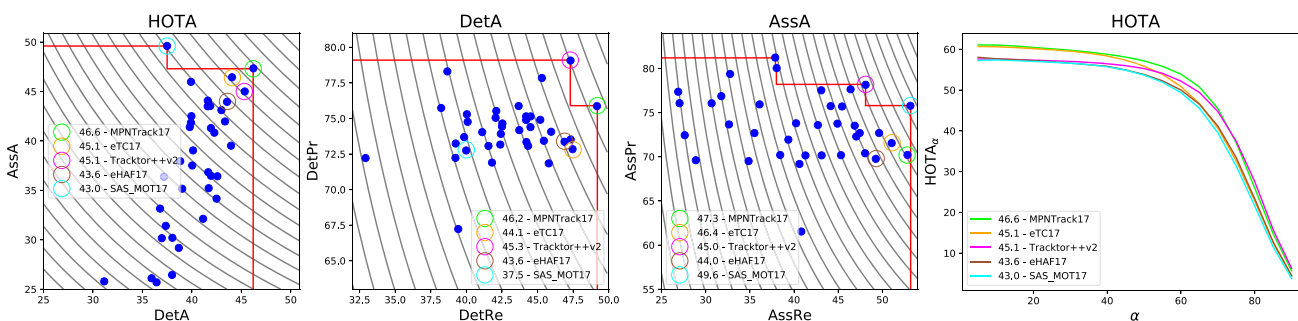 HOTA
AssA
50
45
40
35
30
25
25
30
35
40
45
50
DetA
46.6 - MPNTrack17
45.1 - eTC17
45.1 - Tracktor++v2
43.6 - eHAF17
43.0 - SAS_MOT17
DetA
DetPr
80.0
77.5
75.0
72.5
70.0
67.5
65.0
32.5
35.0
37.5
40.0
42.5
45.0
47.5
DetRe
46.2 - MPNTrack17
44.1 - eTC17
45.3 - Tracktor++v2
43.6 - eHAF17
37.5 - SAS_MOT17
AssA
AssPr
80
75
70
65
60
55
25
30
35
40
45
50
AssRe
47.3 - MPNTrack17
46.4 - eTC17
45.0 - Tracktor++v2
44.0 - eHAF17
49.6 - SAS_MOT17
HOTA
HOTAα
60
50
40
30
20
10
20
40
60
80
α
46.6 - MPNTrack17
45.1 - eTC17
45.1 - Tracktor++v2
43.6 - eHAF17
43.0 - SAS_MOT17